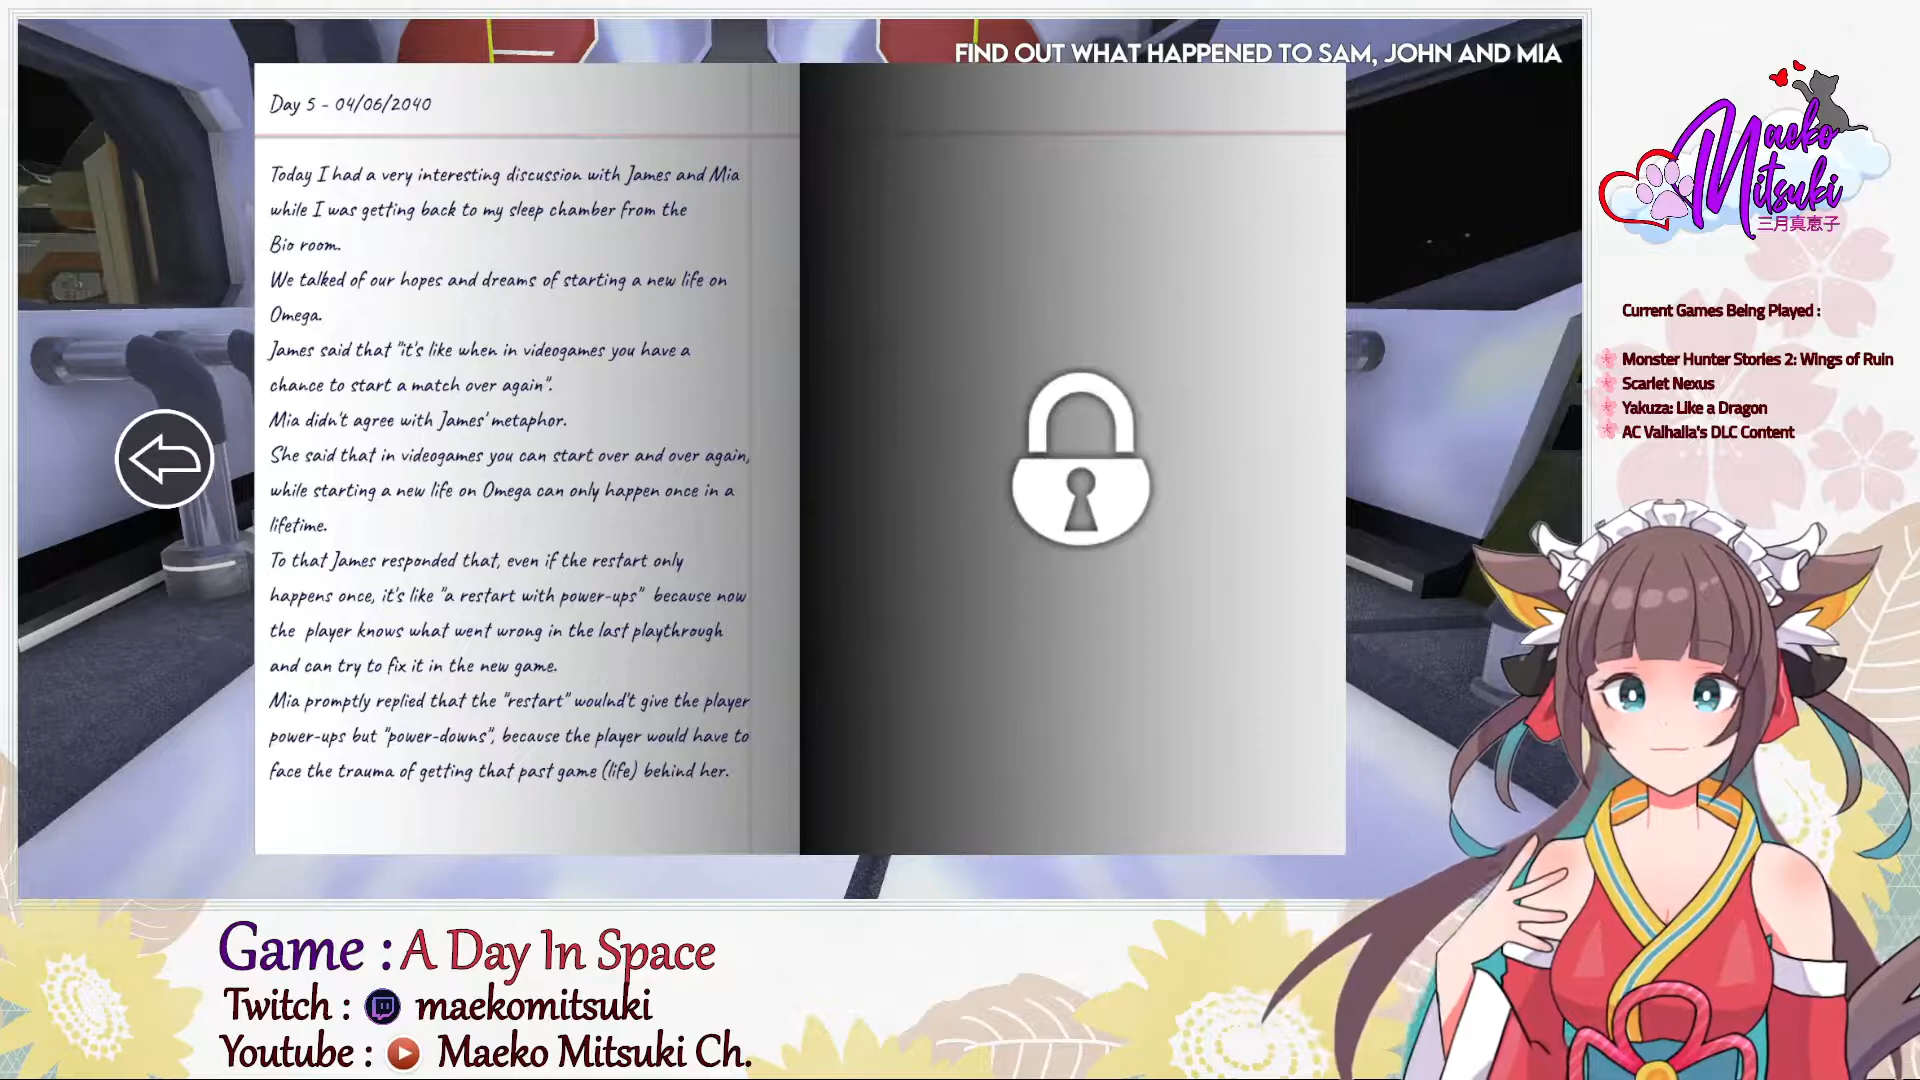 FIND OUT WHAT HAPPENED TO SAM, JOHN AND MIA
Day 5 - 04/06/2040
Today I had a very interesting discussion with James and Mia
while I was getting back to my sleep chamber from the
Bio room.
We talked of our hopes and dreams of starting a new life on
Omega.
James said that "it's like when in videogames you have a
chance to start a match over again".
Mia didn't agree with James' metaphor.
She said that in videogames you can start over and over again,
while starting a new life on Omega can only happen once in a
lifetime.
To that James responded that, even if the restart only
happens once, it's like "a restart with power-ups" because now
the player knows what went wrong in the last playthrough
and can try to fix it in the new game.
Mia promptly replied that the "restart" woulnd't give the player
power-ups but "power-downs", because the player would have to
face the trauma of getting that past game (life) behind her.
Maeko
Mitsuki
三月真恵子
Current Games Being Played :
Monster Hunter Stories 2: Wings of Ruin
Scarlet Nexus
Yakuza: Like a Dragon
AC Valhalla's DLC Content
Game : A Day In Space
Twitch : maekomitsuki
Youtube : Maeko Mitsuki Ch.